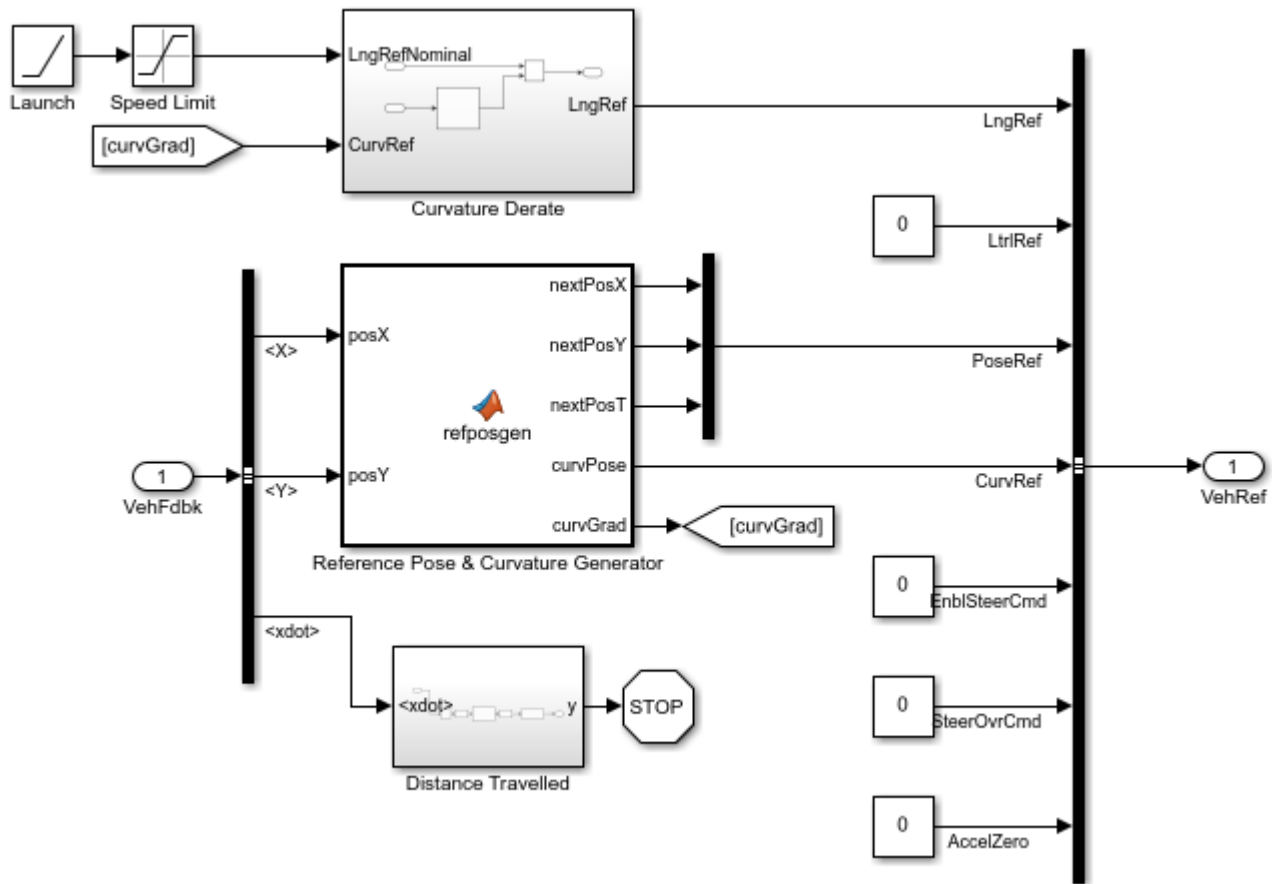 Launch
Speed Limit
[curvGrad]
LngRefNominal
CurvRef
LngRef
Curvature Derate
LngRef
0
LtrlRef
1
VehFdbk
<X>
<Y>
<xdot>
posX
posY
refposgen
nextPosX
nextPosY
nextPosT
curvPose
curvGrad
Reference Pose & Curvature Generator
[curvGrad]
PoseRef
CurvRef
1
VehRef
0
EnblSteerCmd
<xdot>
y
Distance Travelled
STOP
0
SteerOvrCmd
0
AccelZero